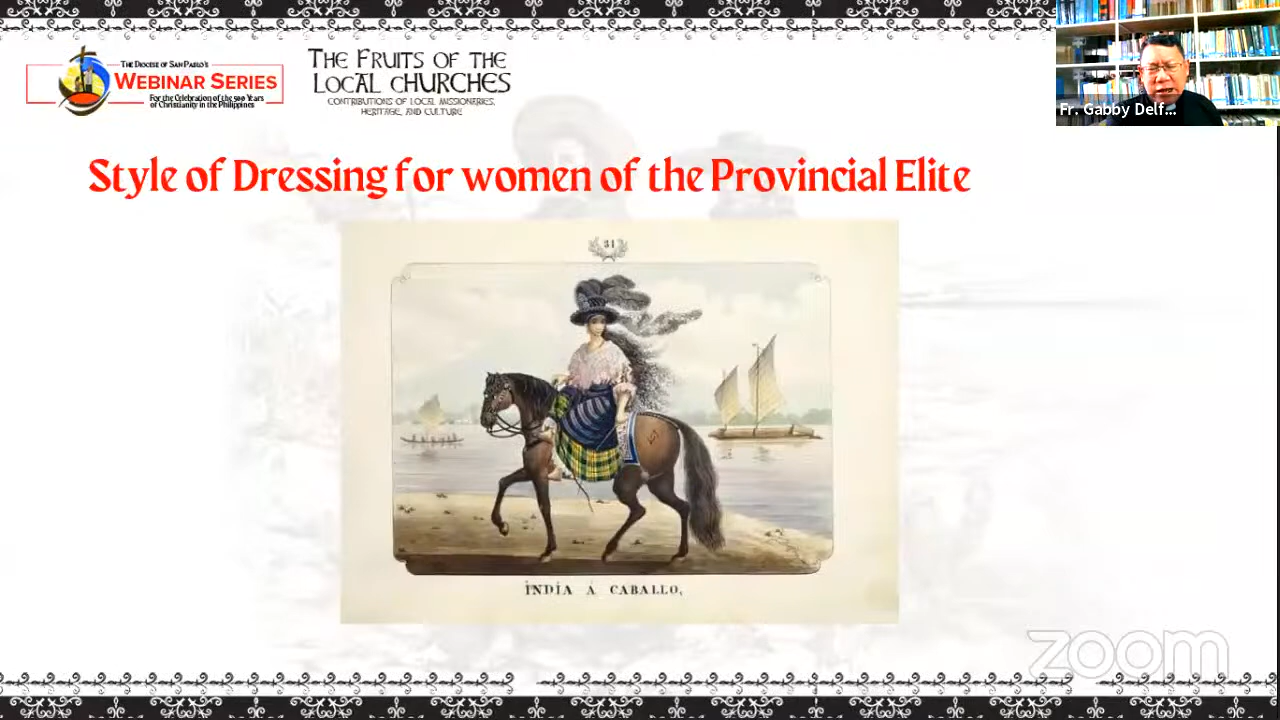 THE DIOCESE OF SAN PABLO'S
WEBINAR SERIES
For the Celebration of the 500 Years
of Christianity in the Philippines
THE FRUITS OF THE
LOCAL CHURCHES
CONTRIBUTIONS OF LOCAL MISSIONARIES,
HERITAGE, AND CULTURE
Fr. Gabby Delf...
Style of Dressing for women of the Provincial Elite
31
INDIA A CABALLO,
zoom